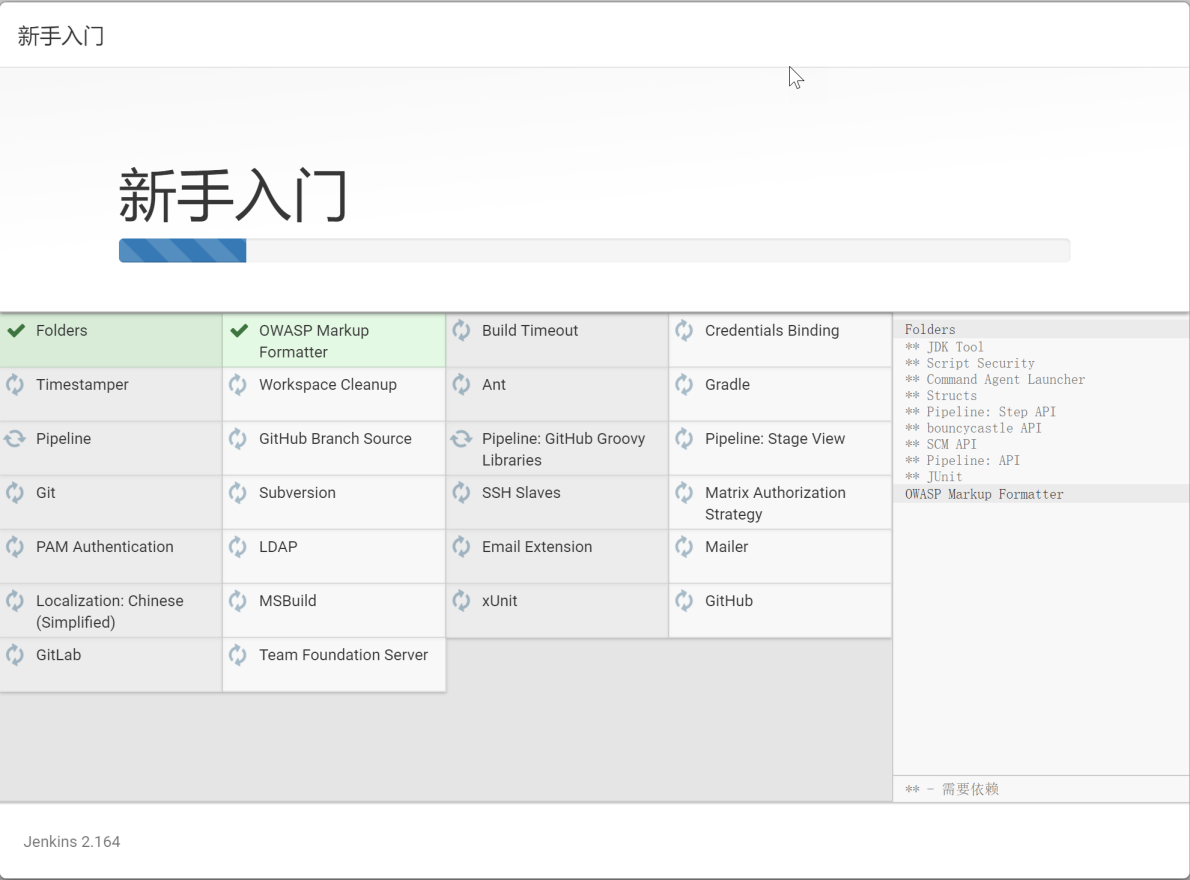 新手入门
新手入门
Folders
OWASP Markup
Formatter
Build Timeout
Credentials Binding
Timestamper
Workspace Cleanup
Ant
Gradle
Pipeline
GitHub Branch Source
Pipeline: GitHub Groovy
Libraries
Pipeline: Stage View
Git
Subversion
SSH Slaves
Matrix Authorization
Strategy
PAM Authentication
LDAP
Email Extension
Mailer
Localization: Chinese
(Simplified)
MSBuild
xUnit
GitHub
GitLab
Team Foundation Server
Folders
** JDK Tool
** Script Security
** Command Agent Launcher
** Structs
** Pipeline: Step API
** bouncycastle API
** SCM API
** Pipeline: API
** JUnit
OWASP Markup Formatter
** - 需要依赖
Jenkins 2.164